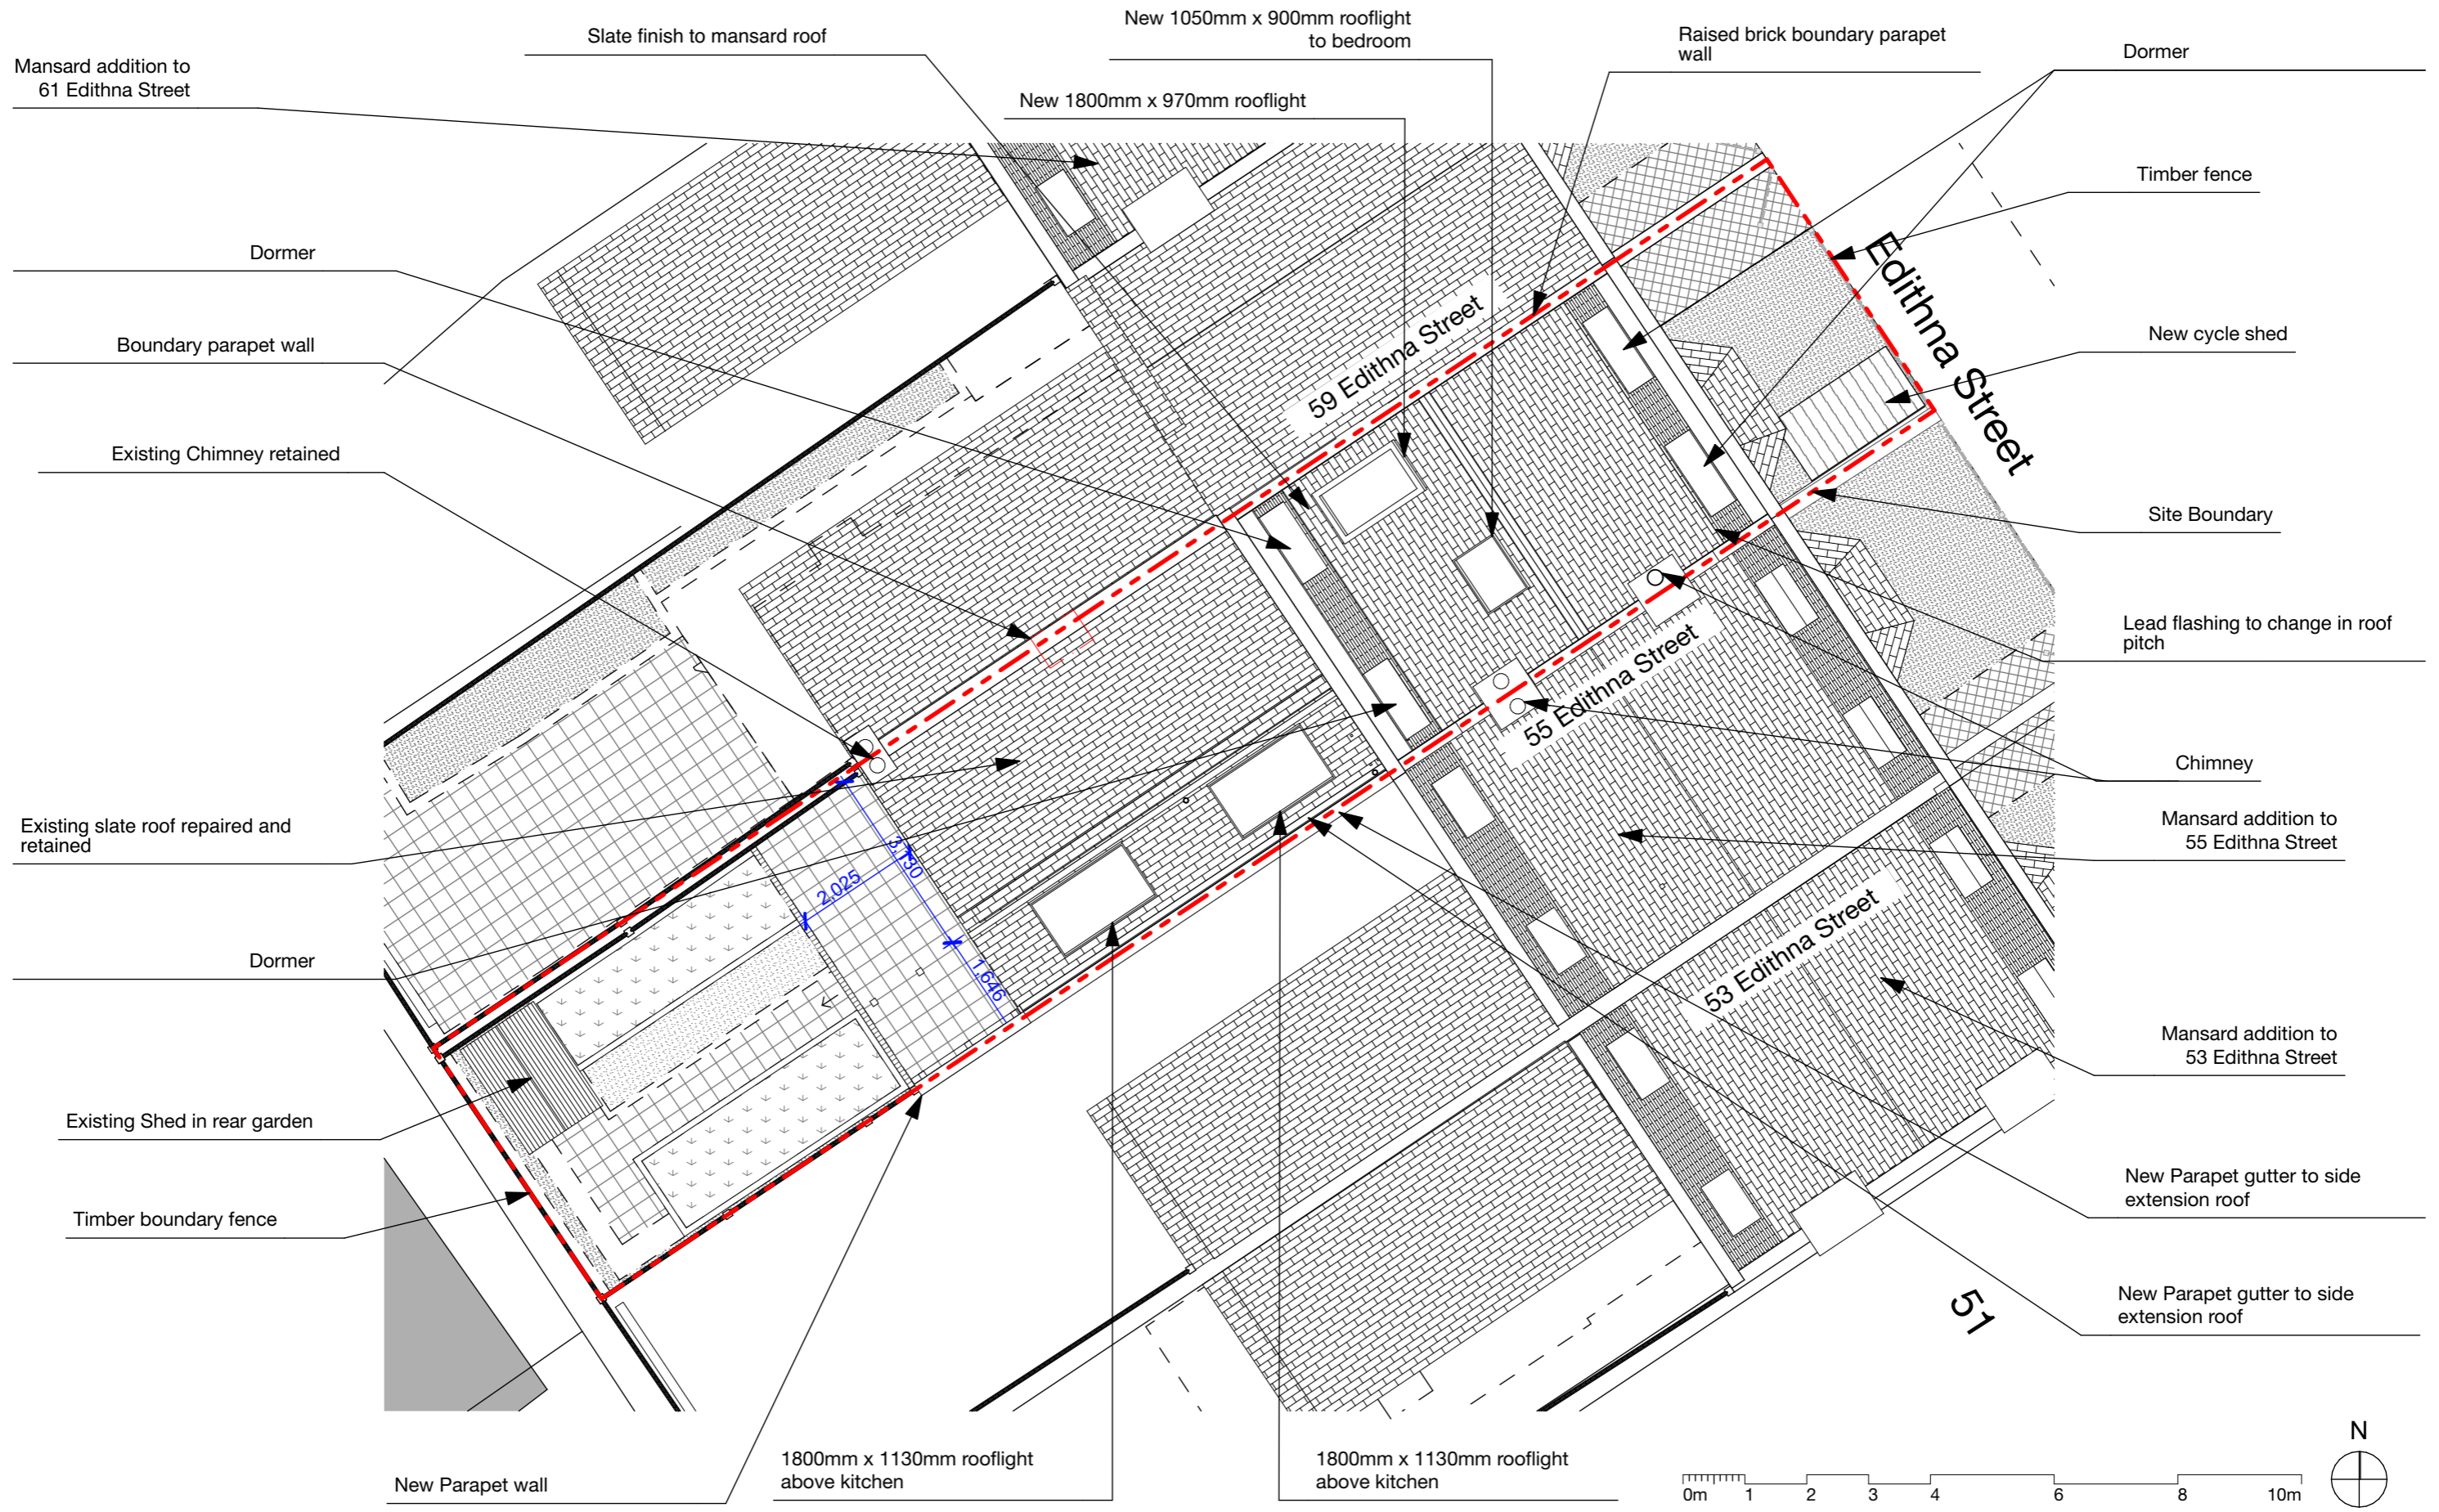 New 1050mm x 900mm rooflight
to bedroom
Slate finish to mansard roof
Raised brick boundary parapet
wall
Dormer
Mansard addition to
61 Edithna Street
New 1800mm x 970mm rooflight
Timber fence
Dormer
Edithna Street
New cycle shed
Boundary parapet wall
59 Edithna Street
Existing Chimney retained
Site Boundary
Lead flashing to change in roof
pitch
55 Edithna Street
Chimney
Existing slate roof repaired and
retained
Mansard addition to
55 Edithna Street
3,130
2,025
53 Edithna Street
Dormer
1,646
Mansard addition to
53 Edithna Street
Existing Shed in rear garden
New Parapet gutter to side
extension roof
Timber boundary fence
New Parapet gutter to side
extension roof
51
N
1800mm x 1130mm rooflight
above kitchen
1800mm x 1130mm rooflight
above kitchen
New Parapet wall
0m 1 2 3 4 6 8 10m